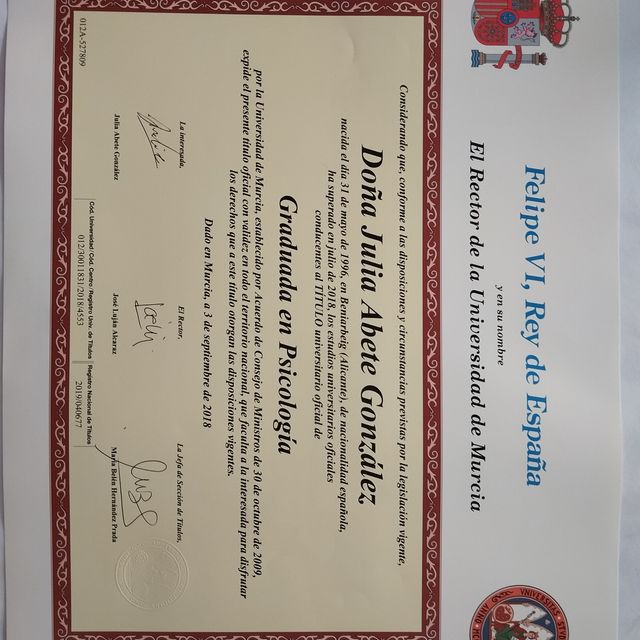 Felipe VI, Rey de España
y en su nombre
El Rector de la Universidad de Murcia
Considerando que, conforme a las disposiciones y circunstancias previstas por la legislación vigente,
Doña Julia Abete González
nacida el día 31 de mayo de 1996, en Beniarbeig (Alicante), de nacionalidad española,
ha superado en julio de 2018, los estudios universitarios oficiales
conducentes al TÍTULO universitario oficial de
Graduada en Psicología
por la Universidad de Murcia, establecido por Acuerdo de Consejo de Ministros de 30 de octubre de 2009,
expide el presente título oficial con validez en todo el territorio nacional, que faculta a la interesada para disfrutar
los derechos que a este título otorgan las disposiciones vigentes.
Dado en Murcia, a 3 de septiembre de 2018
La interesada,
El Rector,
La Jefa de Sección de Títulos,
Julia Abete González
José Luján Alcaraz
María Belén Hernández Prada
Cód. Universidad / Cód. Centro / Registro Univ. de Títulos
Registro Nacional de Títulos
012/30011831/2018/4553
2019/040677
012A-527809